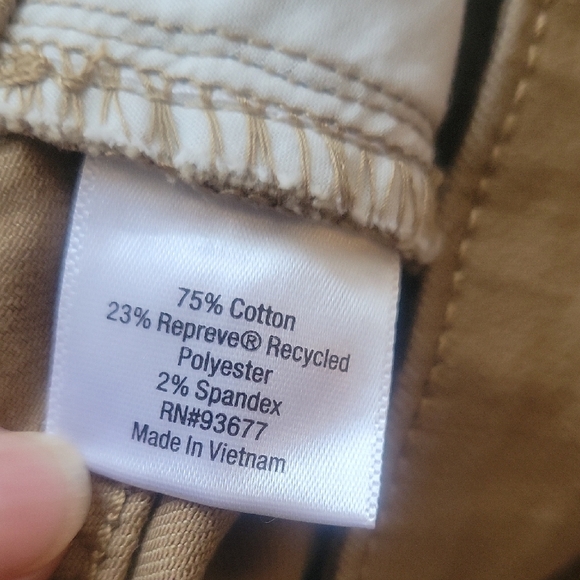 75% Cotton
23% Repreve® Recycled
Polyester
2% Spandex
RN#93677
Made In Vietnam